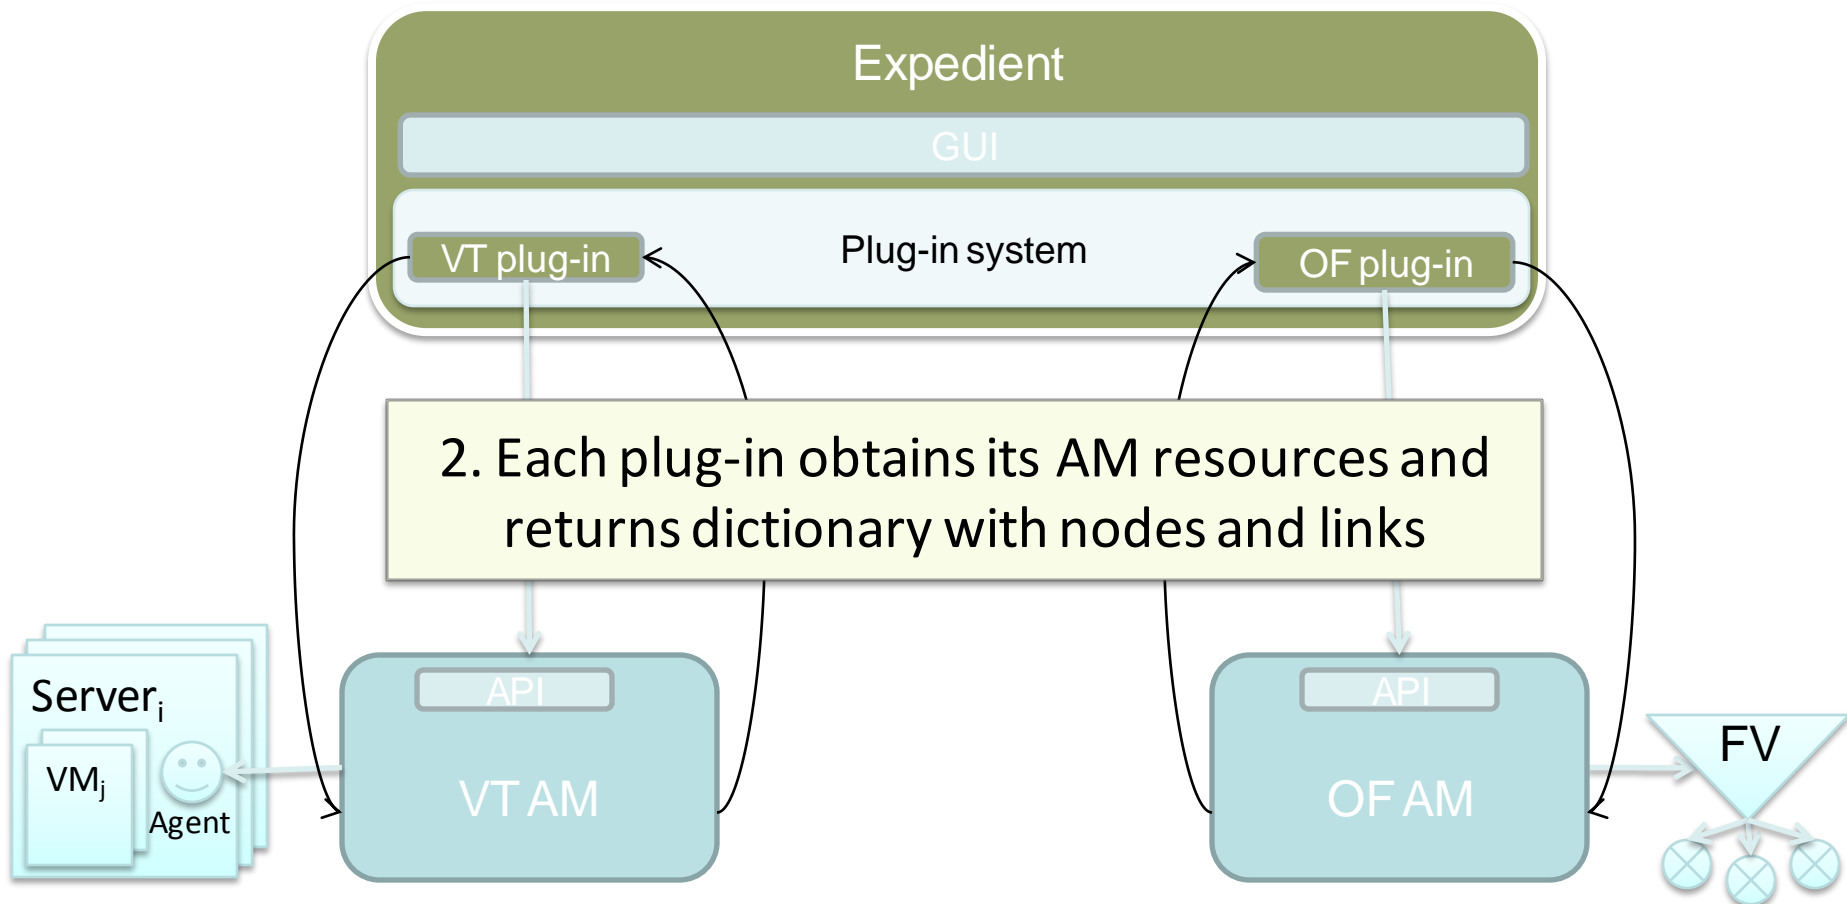 Expedient
GUI
Plug-in system
VT plug-in
OF plug-in
2. Each plug-in obtains its AM resources and
returns dictionary with nodes and links
Serverᵢ
VMⱼ
Agent
API
VT AM
API
OF AM
FV